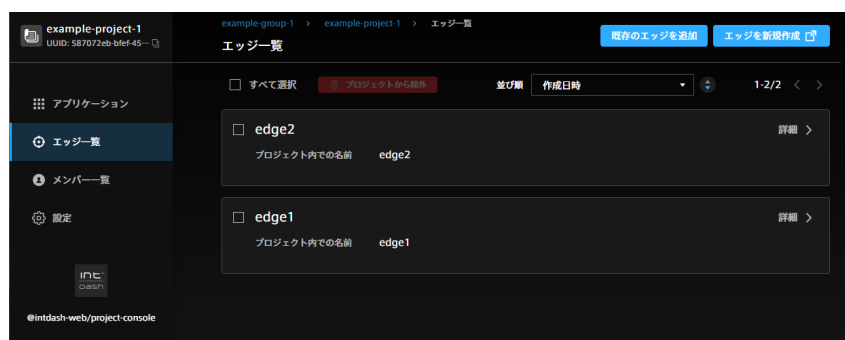 example-project-1
UUID: 587072eb-bfef-45…
example-group-1 > example-project-1 > エッジ一覧
エッジ一覧
既存のエッジを追加
エッジを新規作成
すべて選択
プロジェクトから除外
並び順
作成日時
1-2/2
アプリケーション
エッジ一覧
メンバー一覧
設定
edge2
詳細
プロジェクト内での名前 edge2
edge1
詳細
プロジェクト内での名前 edge1
int
dash
@intdash-web/project-console